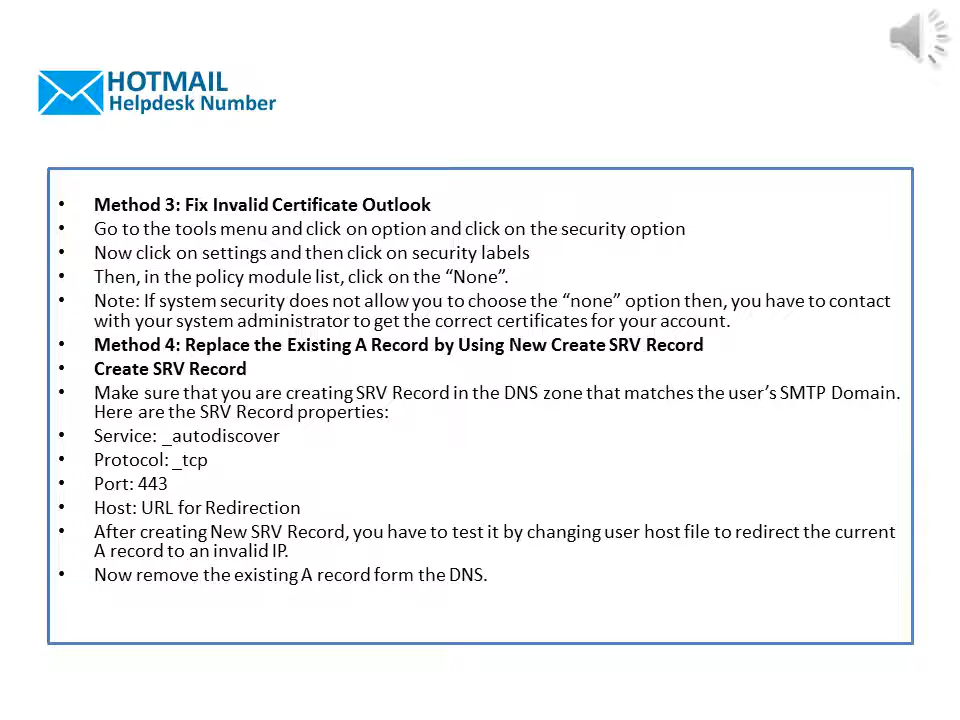 HOTMAIL
Helpdesk Number
• Method 3: Fix Invalid Certificate Outlook
• Go to the tools menu and click on option and click on the security option
• Now click on settings and then click on security labels
• Then, in the policy module list, click on the “None”.
• Note: If system security does not allow you to choose the “none” option then, you have to contact
with your system administrator to get the correct certificates for your account.
• Method 4: Replace the Existing A Record by Using New Create SRV Record
• Create SRV Record
• Make sure that you are creating SRV Record in the DNS zone that matches the user’s SMTP Domain.
Here are the SRV Record properties:
• Service: _autodiscover
• Protocol: _tcp
• Port: 443
• Host: URL for Redirection
• After creating New SRV Record, you have to test it by changing user host file to redirect the current
A record to an invalid IP.
• Now remove the existing A record form the DNS.